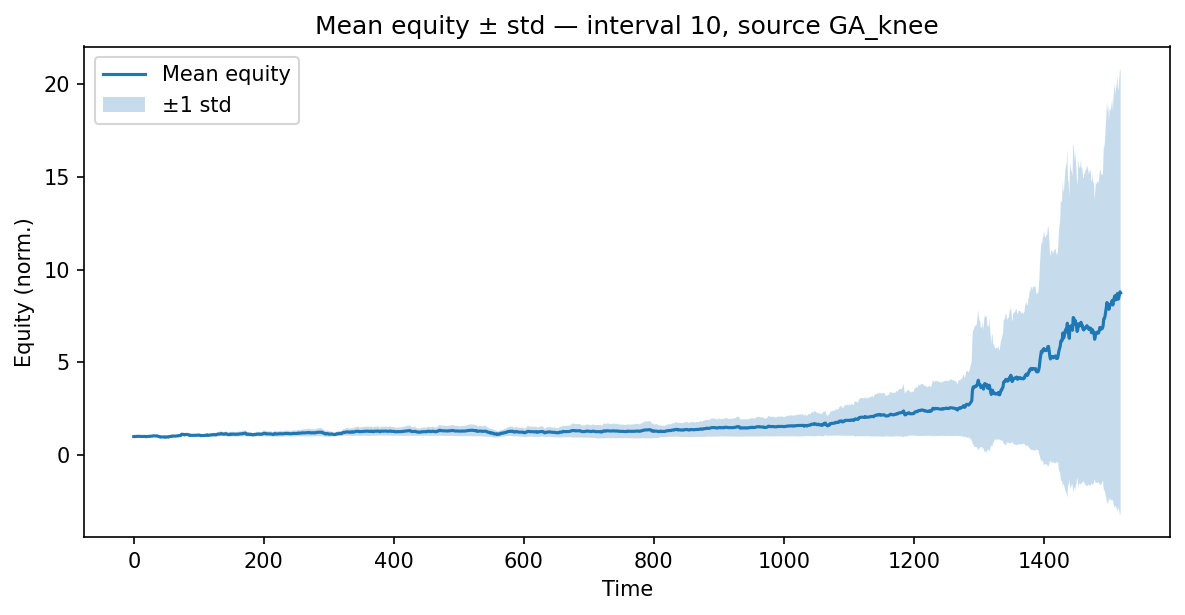 Mean equity ± std — interval 10, source GA_knee
Mean equity
±1 std
Equity (norm.)
20
15
10
5
0
0 200 400 600 800 1000 1200 1400
Time